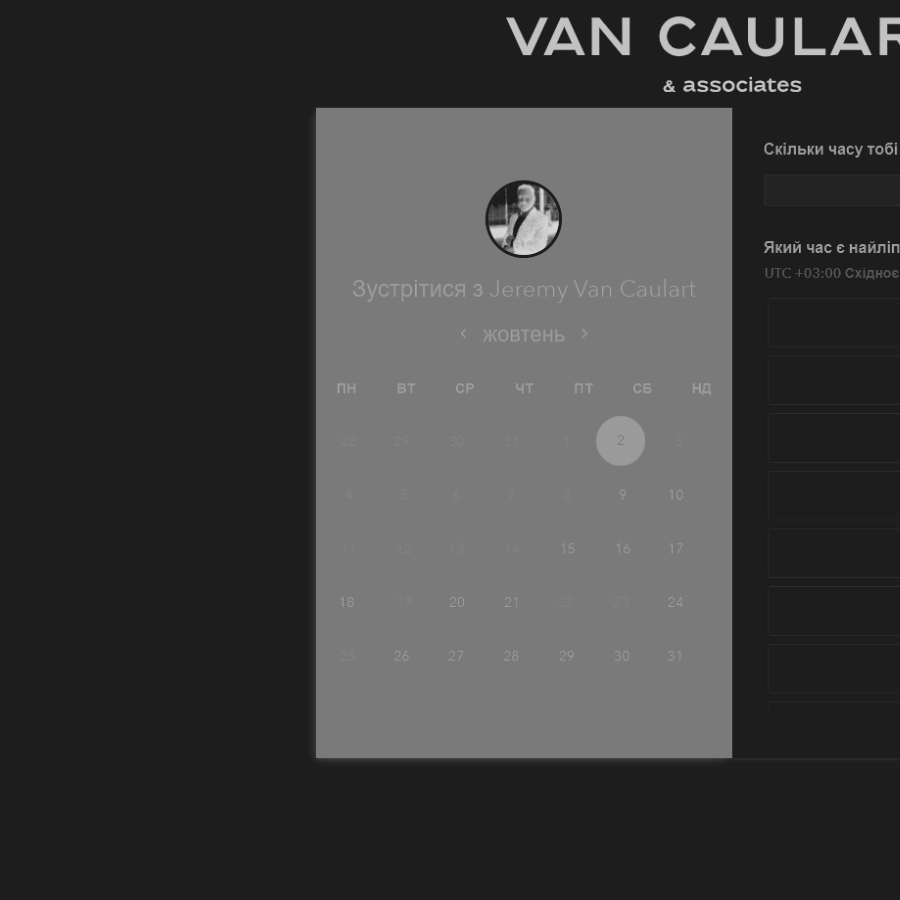 VAN CAULAR
& associates
Скільки часу тобі
Який час є найліп
UTC +03:00 Східноє
Зустрітися з Jeremy Van Caulart
жовтень
ПН ВТ СР ЧТ ПТ СБ НД
28 29 30 31 1 2 3
4 5 6 7 8 9 10
11 12 13 14 15 16 17
18 19 20 21 22 23 24
25 26 27 28 29 30 31